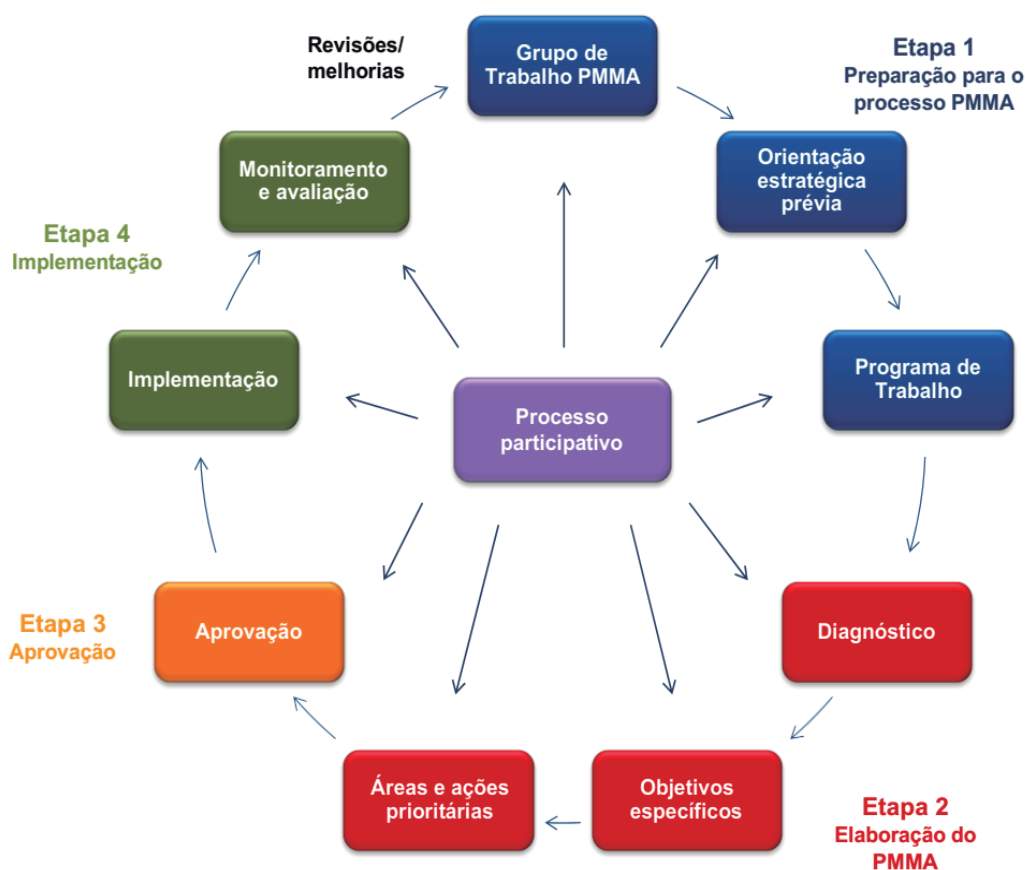 Revisões/
melhorias
Grupo de
Trabalho PMMA
Etapa 1
Preparação para o
processo PMMA
Monitoramento
e avaliação
Orientação
estratégica
prévia
Etapa 4
Implementação
Implementação
Programa de
Trabalho
Processo
participativo
Etapa 3
Aprovação
Aprovação
Diagnóstico
Áreas e ações
prioritárias
Objetivos
específicos
Etapa 2
Elaboração do
PMMA